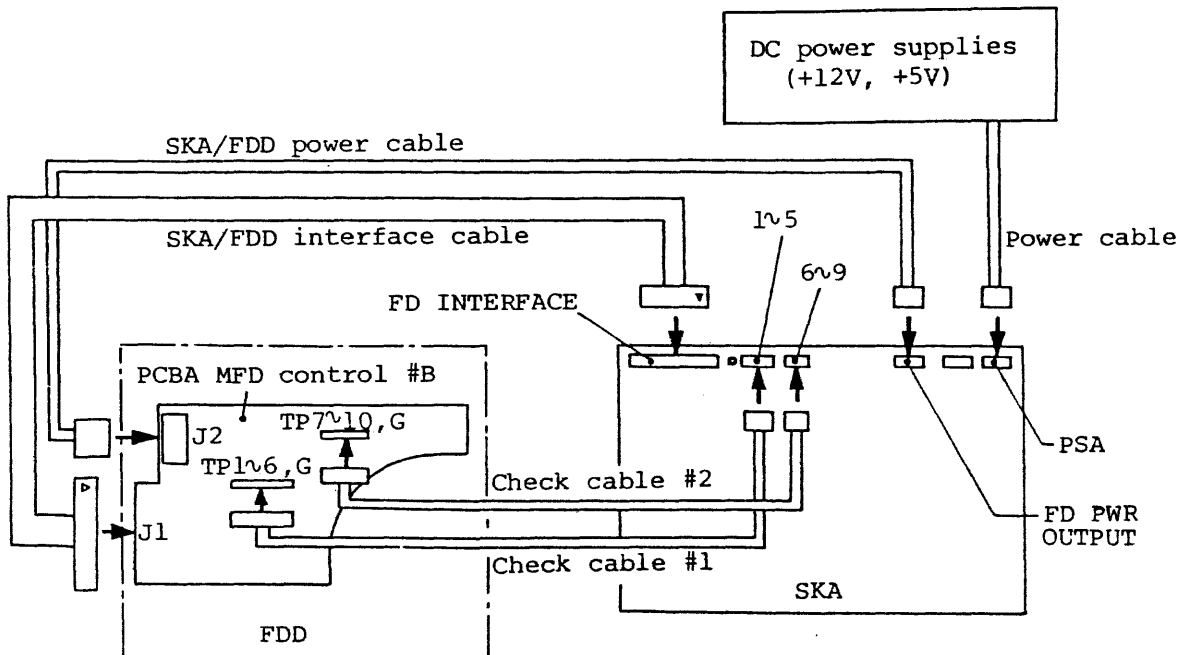 DC power supplies
(+12V, +5V)
SKA/FDD power cable
SKA/FDD interface cable
1~5
6~9
Power cable
FD INTERFACE
PCBA MFD control #B
J2
TP7~10,G
TP1~6,G
J1
Check cable #2
Check cable #1
PSA
FD PWR
OUTPUT
SKA
FDD